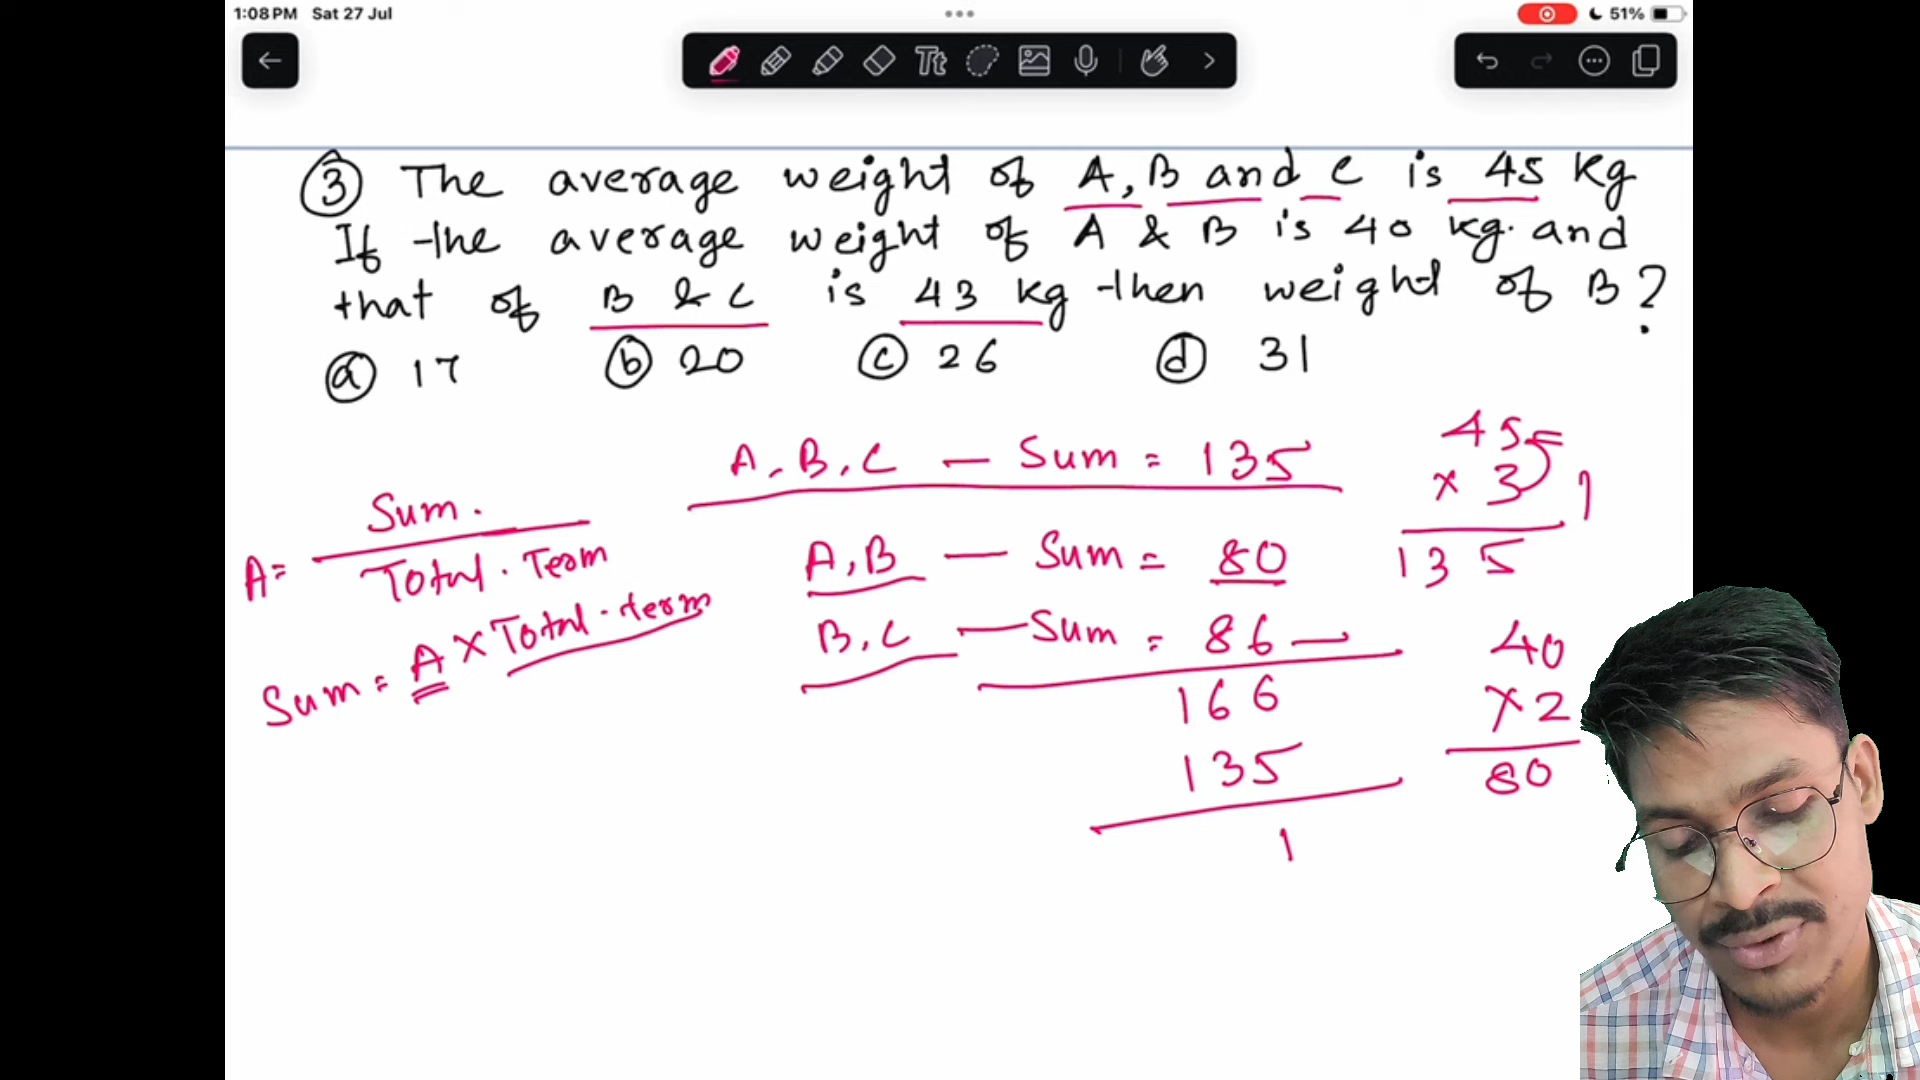 1:08 PM Sat 27 Jul
51%
Tt
③ The average weight of A, B and C is 45 Kg
If the average weight of A & B is 40 kg. and
that of B & C is 43 kg then weight of B?
ⓐ 17 ⓑ 20 ⓒ 26 ⓓ 31
A, B, C — Sum = 135
45
× 3
135
A = Sum. / Total. Term
Sum = A × Total. term
A, B — Sum = 80
B, C — Sum = 86
166
135
1
40
×2
80